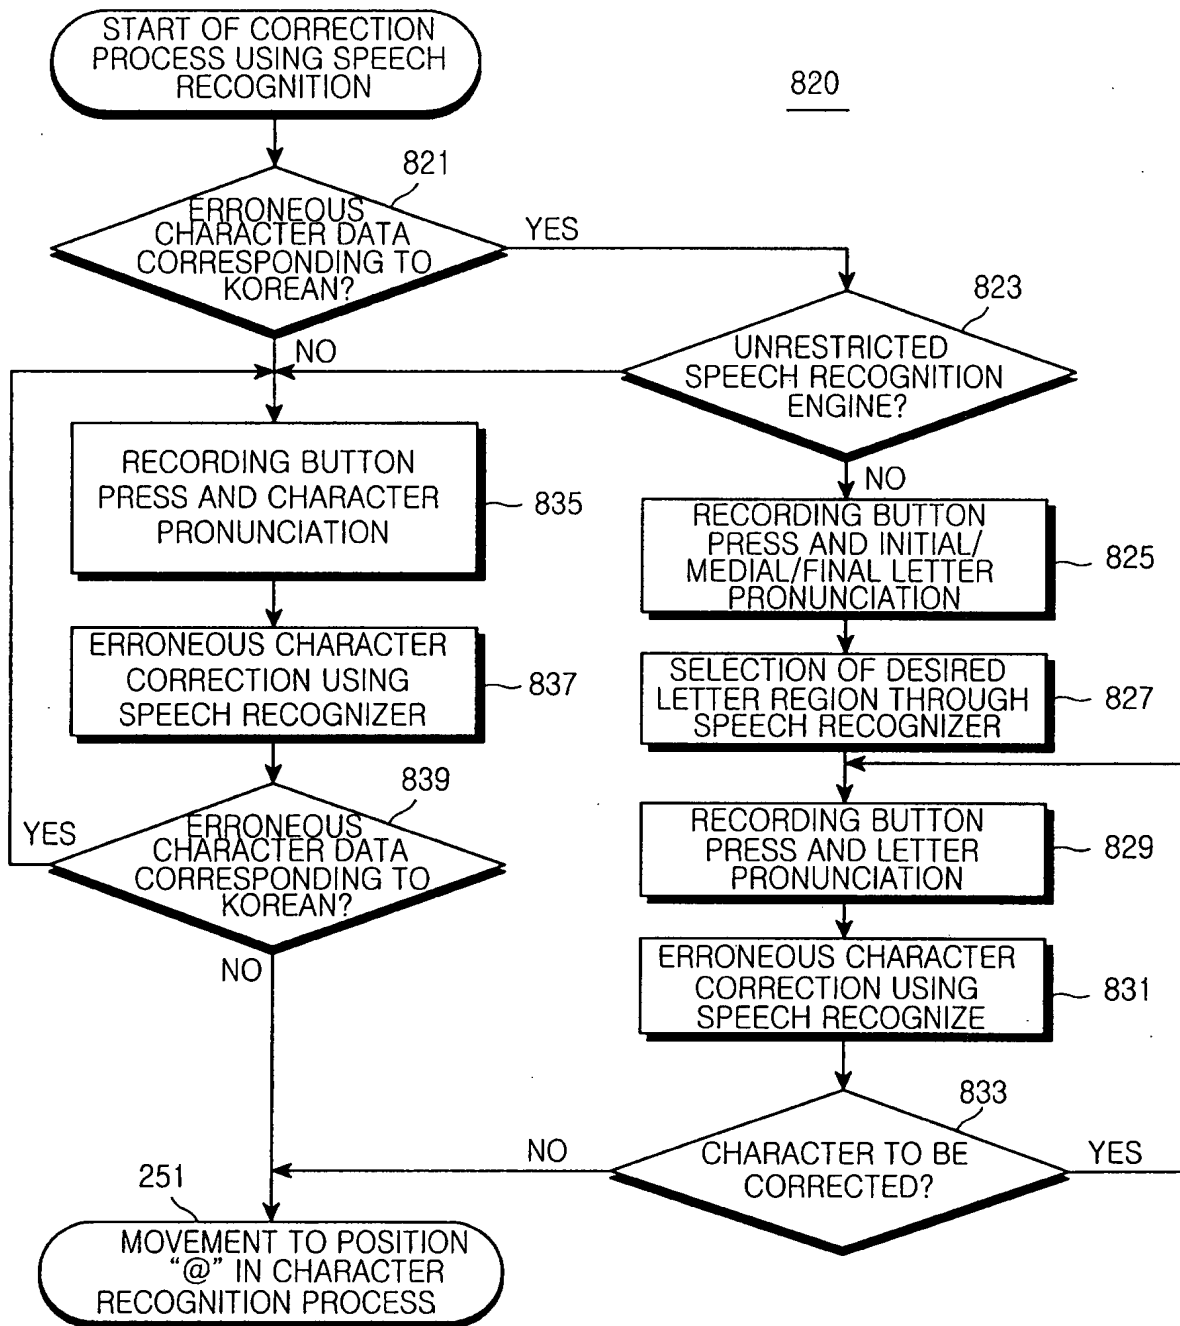 START OF CORRECTION
PROCESS USING SPEECH
RECOGNITION
820
821
ERRONEOUS
CHARACTER DATA
CORRESPONDING TO
KOREAN?
YES
NO
823
UNRESTRICTED
SPEECH RECOGNITION
ENGINE?
NO
RECORDING BUTTON
PRESS AND CHARACTER
PRONUNCIATION
835
RECORDING BUTTON
PRESS AND INITIAL/
MEDIAL/FINAL LETTER
PRONUNCIATION
825
ERRONEOUS CHARACTER
CORRECTION USING
SPEECH RECOGNIZER
837
SELECTION OF DESIRED
LETTER REGION THROUGH
SPEECH RECOGNIZER
827
839
YES
ERRONEOUS
CHARACTER DATA
CORRESPONDING TO
KOREAN?
NO
RECORDING BUTTON
PRESS AND LETTER
PRONUNCIATION
829
ERRONEOUS CHARACTER
CORRECTION USING
SPEECH RECOGNIZE
831
833
NO
CHARACTER TO BE
CORRECTED?
YES
251
MOVEMENT TO POSITION
“@” IN CHARACTER
RECOGNITION PROCESS